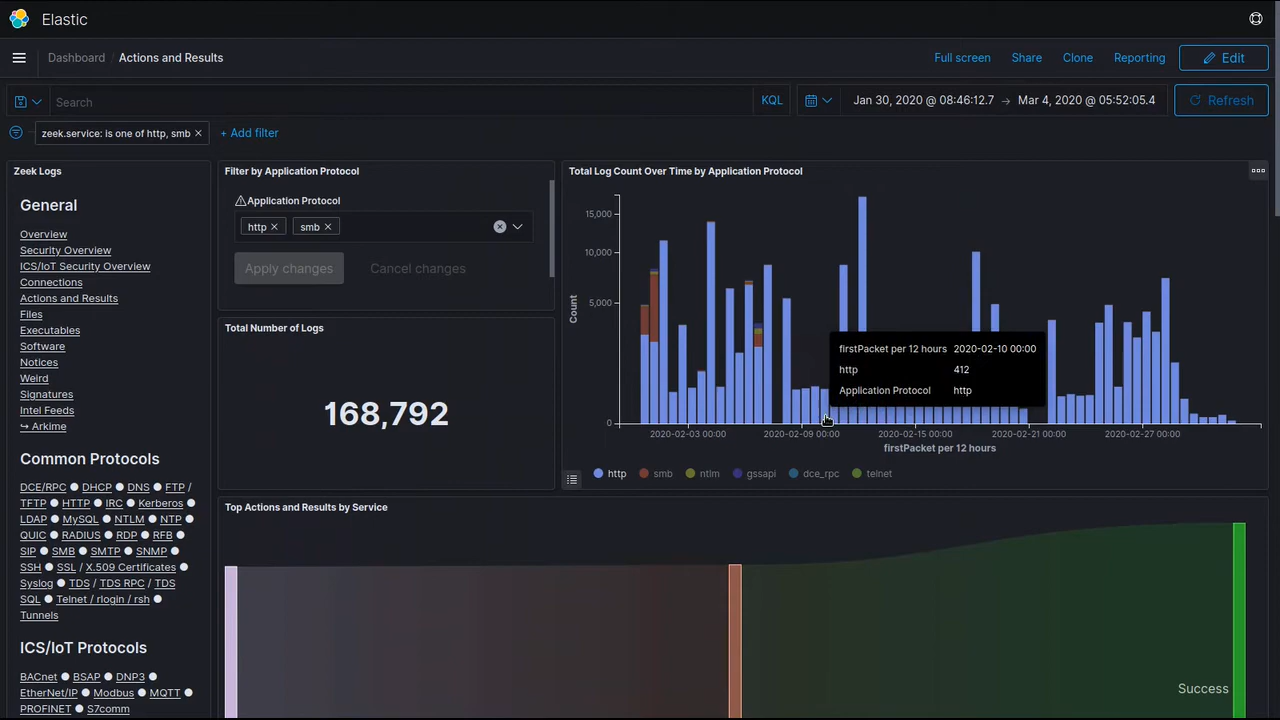 Elastic
Dashboard / Actions and Results
Full screen Share Clone Reporting Edit
Search
KQL
Jan 30, 2020 @ 08:46:12.7 → Mar 4, 2020 @ 05:52:05.4
Refresh
zeek.service: is one of http, smb ×
+ Add filter
Zeek Logs
General
Overview
Security Overview
ICS/IoT Security Overview
Connections
Actions and Results
Files
Executables
Software
Notices
Weird
Signatures
Intel Feeds
↪ Arkime
Common Protocols
DCE/RPC ● DHCP ● DNS ● FTP /
TFTP ● HTTP ● IRC ● Kerberos ●
LDAP ● MySQL ● NTLM ● NTP ●
QUIC ● RADIUS ● RDP ● RFB ●
SIP ● SMB ● SMTP ● SNMP ●
SSH ● SSL / X.509 Certificates ●
Syslog ● TDS / TDS RPC / TDS
SQL ● Telnet / rlogin / rsh ●
Tunnels
ICS/IoT Protocols
BACnet ● BSAP ● DNP3 ●
EtherNet/IP ● Modbus ● MQTT ●
PROFINET ● S7comm
Filter by Application Protocol
Application Protocol
http × smb ×
Apply changes Cancel changes
Total Number of Logs
168,792
Total Log Count Over Time by Application Protocol
15,000
10,000
5,000
0
Count
firstPacket per 12 hours 2020-02-10 00:00
http 412
Application Protocol http
2020-02-03 00:00 2020-02-09 00:00 2020-02-15 00:00 2020-02-21 00:00 2020-02-27 00:00
firstPacket per 12 hours
http smb ntlm gssapi dce_rpc telnet
Top Actions and Results by Service
Success